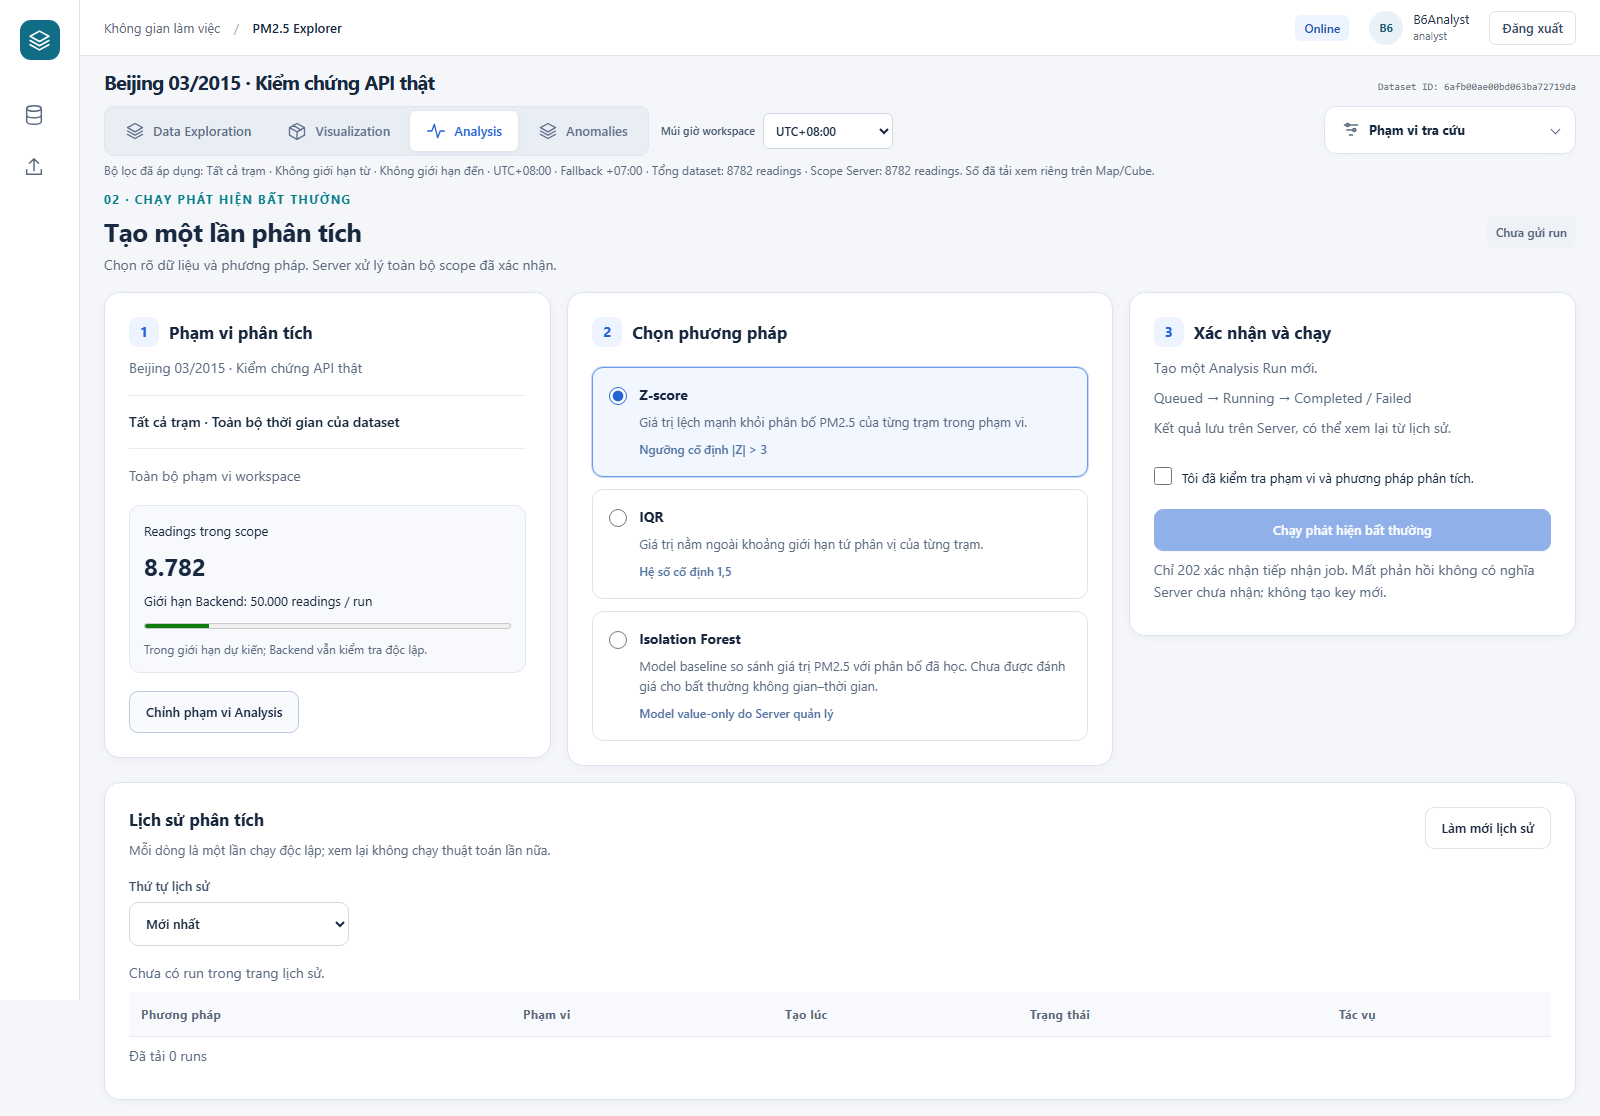 Không gian làm việc / PM2.5 Explorer
Online
B6
B6Analyst
analyst
Đăng xuất
Beijing 03/2015 · Kiểm chứng API thật
Dataset ID: 6afb00ae00bd063ba72719da
Data Exploration
Visualization
Analysis
Anomalies
Múi giờ workspace
UTC+08:00
Phạm vi tra cứu
Bộ lọc đã áp dụng: Tất cả trạm · Không giới hạn từ · Không giới hạn đến · UTC+08:00 · Fallback +07:00 · Tổng dataset: 8782 readings · Scope Server: 8782 readings. Số đã tải xem riêng trên Map/Cube.
02 · CHẠY PHÁT HIỆN BẤT THƯỜNG
Tạo một lần phân tích
Chưa gửi run
Chọn rõ dữ liệu và phương pháp. Server xử lý toàn bộ scope đã xác nhận.
1
Phạm vi phân tích
Beijing 03/2015 · Kiểm chứng API thật
Tất cả trạm · Toàn bộ thời gian của dataset
Toàn bộ phạm vi workspace
Readings trong scope
8.782
Giới hạn Backend: 50.000 readings / run
Trong giới hạn dự kiến; Backend vẫn kiểm tra độc lập.
Chỉnh phạm vi Analysis
2
Chọn phương pháp
Z-score
Giá trị lệch mạnh khỏi phân bố PM2.5 của từng trạm trong phạm vi.
Ngưỡng cố định |Z| > 3
IQR
Giá trị nằm ngoài khoảng giới hạn tứ phân vị của từng trạm.
Hệ số cố định 1,5
Isolation Forest
Model baseline so sánh giá trị PM2.5 với phân bố đã học. Chưa được đánh
giá cho bất thường không gian–thời gian.
Model value-only do Server quản lý
3
Xác nhận và chạy
Tạo một Analysis Run mới.
Queued → Running → Completed / Failed
Kết quả lưu trên Server, có thể xem lại từ lịch sử.
Tôi đã kiểm tra phạm vi và phương pháp phân tích.
Chạy phát hiện bất thường
Chỉ 202 xác nhận tiếp nhận job. Mất phản hồi không có nghĩa
Server chưa nhận; không tạo key mới.
Lịch sử phân tích
Làm mới lịch sử
Mỗi dòng là một lần chạy độc lập; xem lại không chạy thuật toán lần nữa.
Thứ tự lịch sử
Mới nhất
Chưa có run trong trang lịch sử.
Phương pháp
Phạm vi
Tạo lúc
Trạng thái
Tác vụ
Đã tải 0 runs